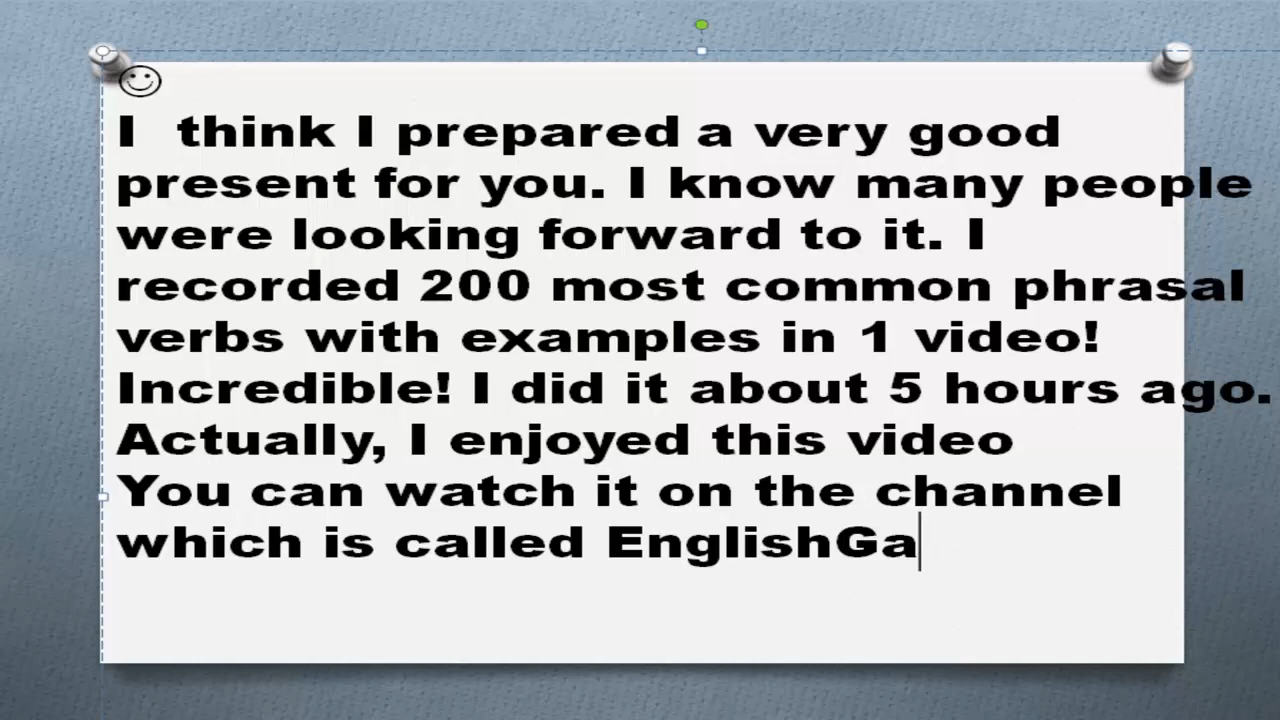 I  think I prepared a very good
present for you. I know many people
were looking forward to it. I
recorded 200 most common phrasal
verbs with examples in 1 video!
Incredible! I did it about 5 hours ago.
Actually, I enjoyed this video
You can watch it on the channel
which is called EnglishGa